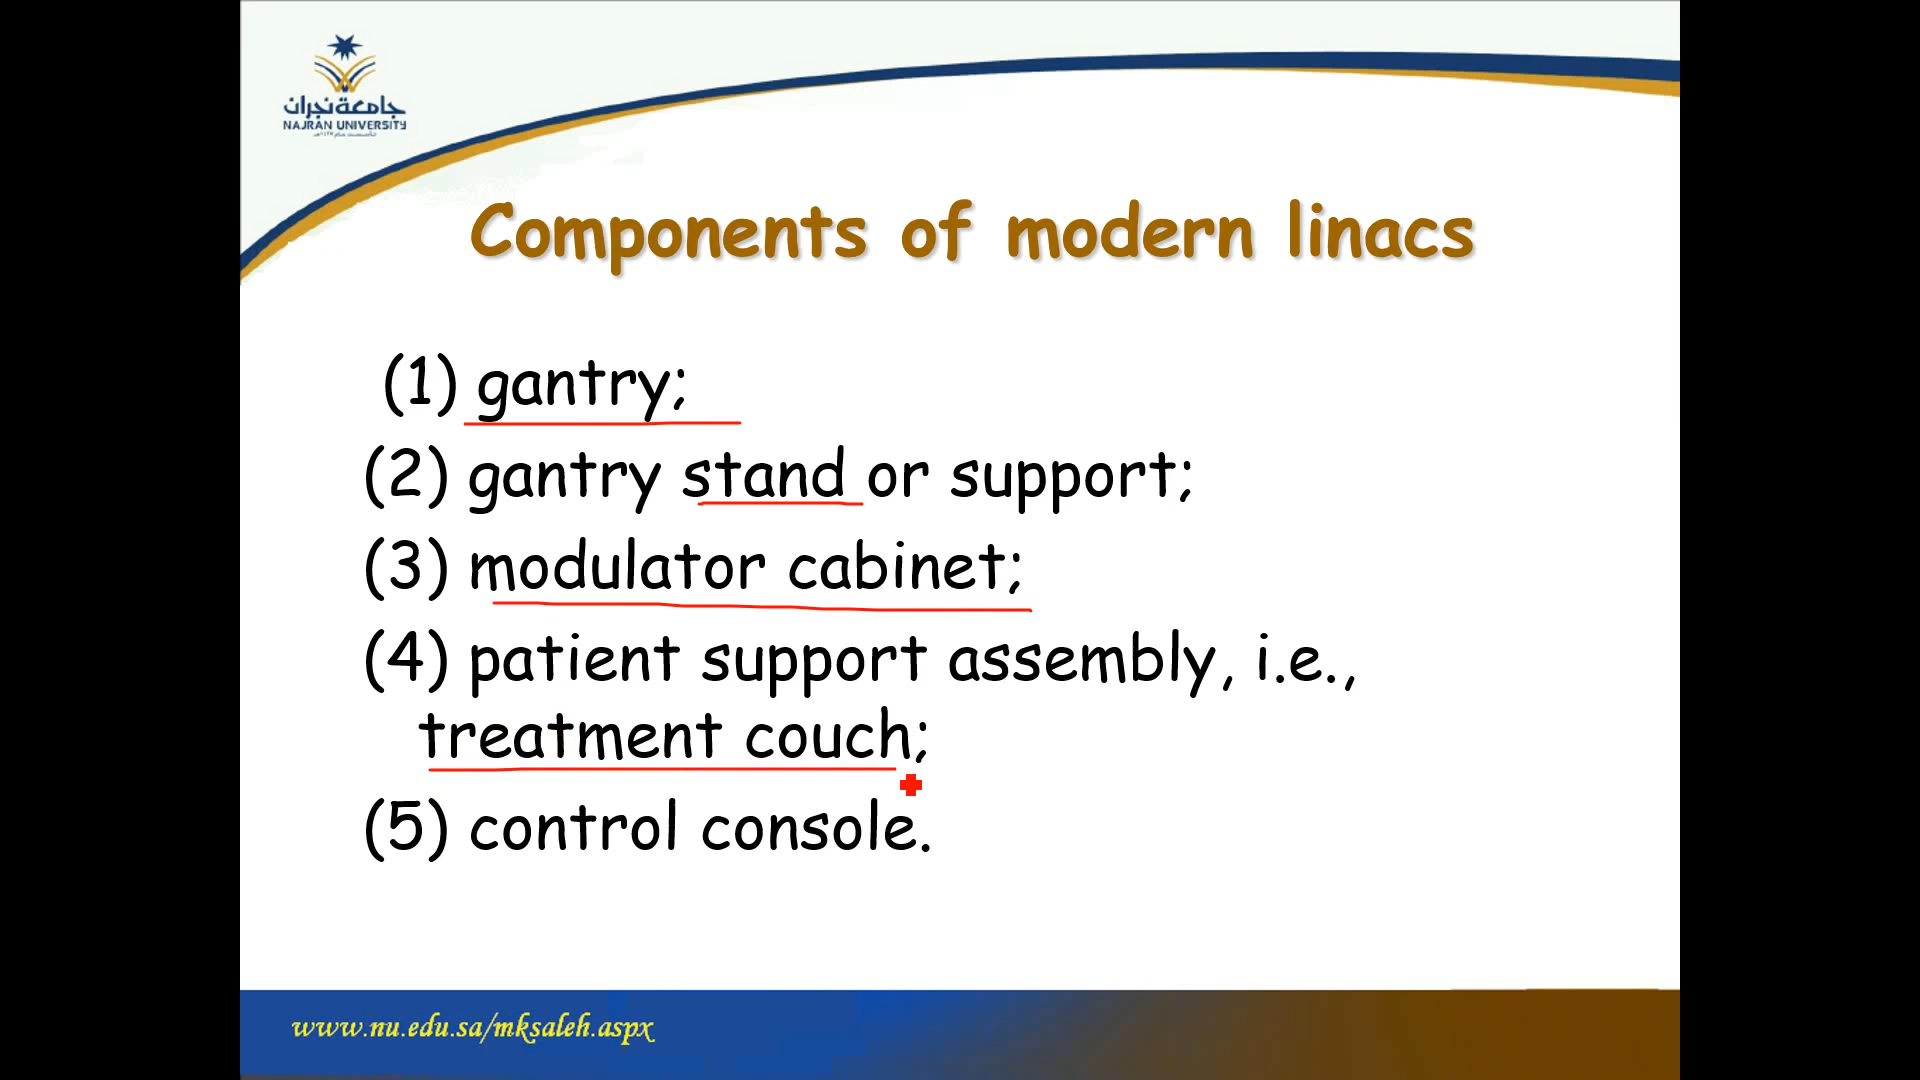 جامعة نجران
NAJRAN UNIVERSITY
Components of modern linacs
(1) gantry;
(2) gantry stand or support;
(3) modulator cabinet;
(4) patient support assembly, i.e.,
treatment couch;
(5) control console.
www.nu.edu.sa/mksaleh.aspx